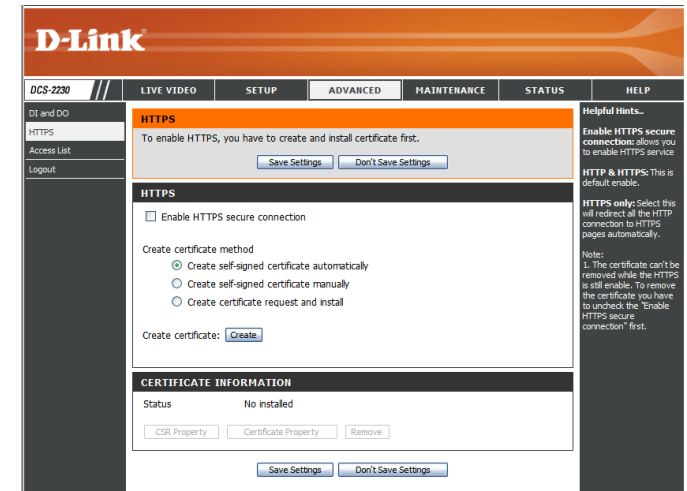 D-Link
DCS-2230
LIVE VIDEO
SETUP
ADVANCED
MAINTENANCE
STATUS
HELP
DI and DO
HTTPS
Access List
Logout
HTTPS
To enable HTTPS, you have to create and install certificate first.
Save Settings
Don't Save Settings
HTTPS
Enable HTTPS secure connection
Create certificate method
Create self-signed certificate automatically
Create self-signed certificate manually
Create certificate request and install
Create certificate:
Create
CERTIFICATE INFORMATION
Status
No installed
CSR Property
Certificate Property
Remove
Save Settings
Don't Save Settings
Helpful Hints..
Enable HTTPS secure
connection: allows you
to enable HTTPS service
HTTP & HTTPS: This is
default enable.
HTTPS only: Select this
will redirect all the HTTP
connection to HTTPS
pages automatically.
Note:
1. The certificate can't be
removed while the HTTPS
is still enable. To remove
the certificate you have
to uncheck the "Enable
HTTPS secure
connection" first.